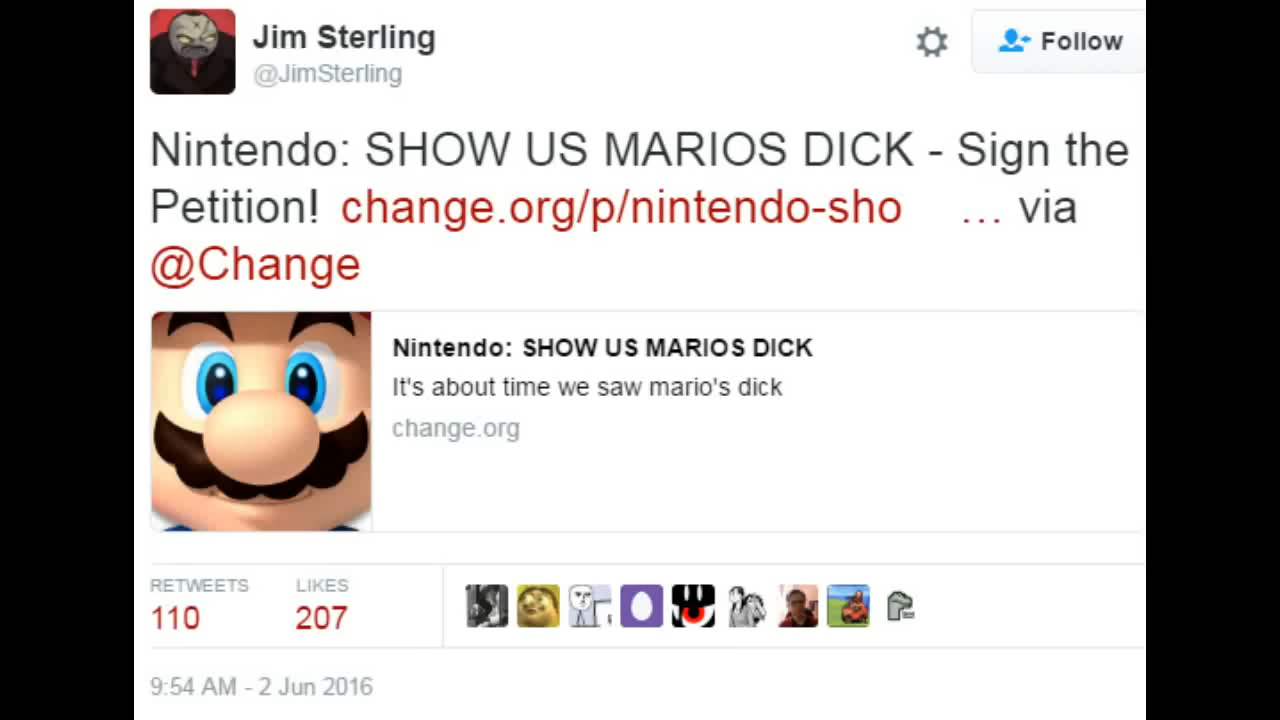 Jim Sterling
@JimSterling
Follow
Nintendo: SHOW US MARIOS DICK - Sign the
Petition! change.org/p/nintendo-sho … via
@Change
Nintendo: SHOW US MARIOS DICK
It's about time we saw mario's dick
change.org
RETWEETS LIKES
110 207
9:54 AM - 2 Jun 2016